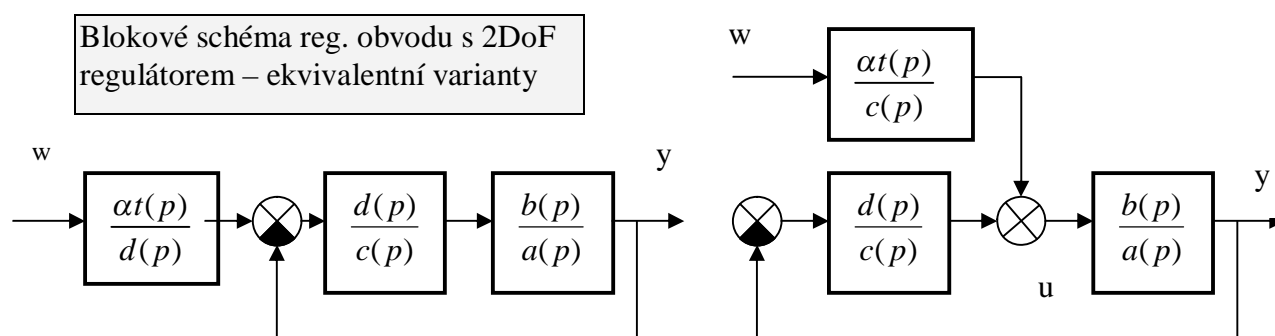 Blokové schéma reg. obvodu s 2DoF
regulátorem – ekvivalentní varianty
w
αt(p)
d(p)
d(p)
c(p)
b(p)
a(p)
y
w
αt(p)
c(p)
d(p)
c(p)
u
b(p)
a(p)
y